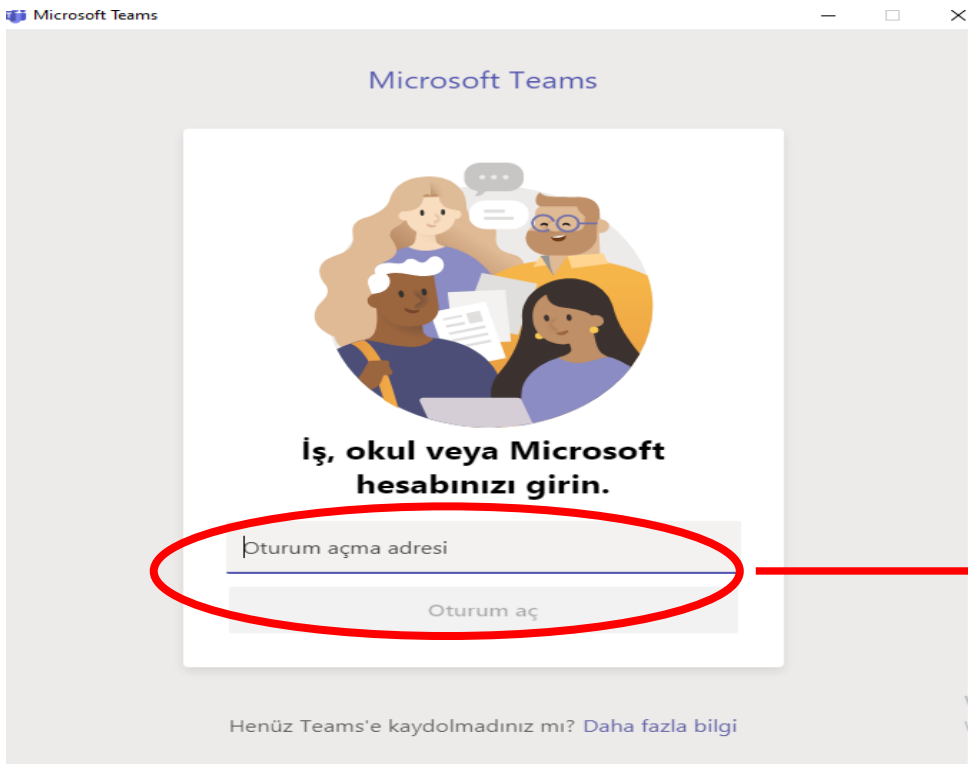 Microsoft Teams
Microsoft Teams
İş, okul veya Microsoft
hesabınızı girin.
Oturum açma adresi
Oturum aç
Henüz Teams'e kaydolmadınız mı? Daha fazla bilgi